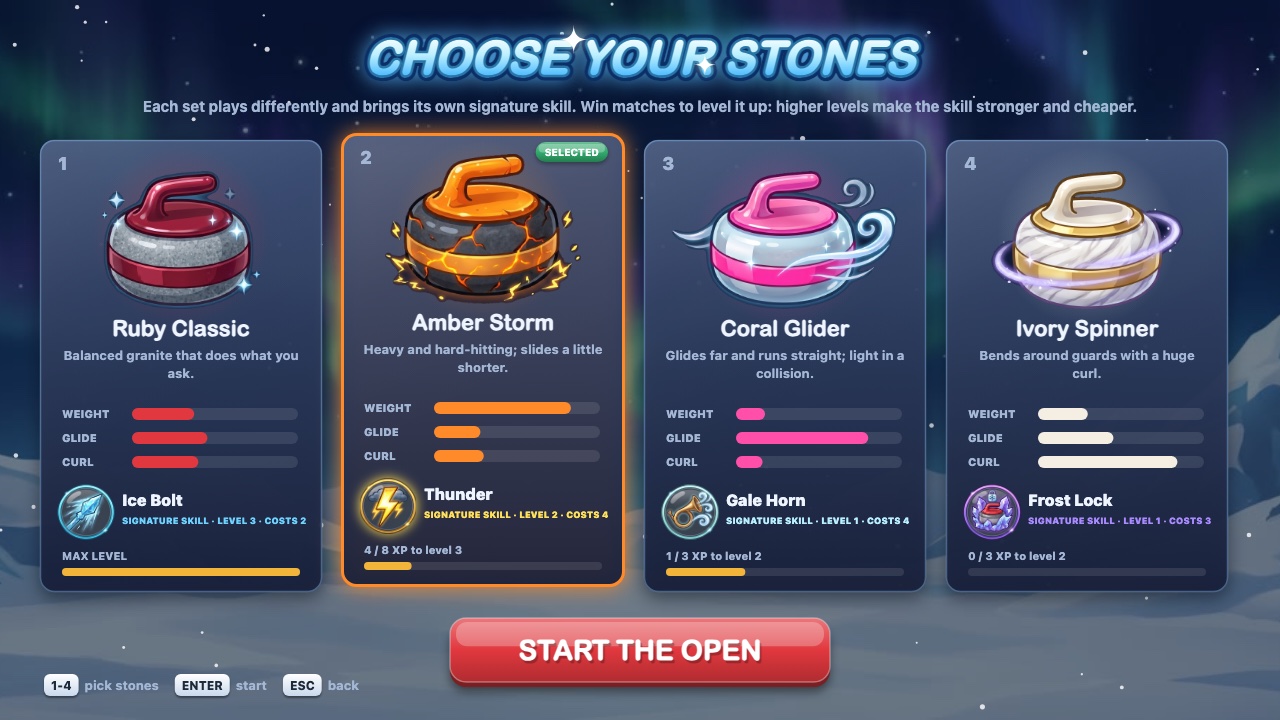 CHOOSE YOUR STONES
Each set plays differently and brings its own signature skill. Win matches to level it up: higher levels make the skill stronger and cheaper.
1
Ruby Classic
Balanced granite that does what you
ask.
WEIGHT
GLIDE
CURL
Ice Bolt
SIGNATURE SKILL · LEVEL 3 · COSTS 2
MAX LEVEL
2
SELECTED
Amber Storm
Heavy and hard-hitting; slides a little
shorter.
WEIGHT
GLIDE
CURL
Thunder
SIGNATURE SKILL · LEVEL 2 · COSTS 4
4 / 8 XP to level 3
3
Coral Glider
Glides far and runs straight; light in a
collision.
WEIGHT
GLIDE
CURL
Gale Horn
SIGNATURE SKILL · LEVEL 1 · COSTS 4
1 / 3 XP to level 2
4
Ivory Spinner
Bends around guards with a huge
curl.
WEIGHT
GLIDE
CURL
Frost Lock
SIGNATURE SKILL · LEVEL 1 · COSTS 3
0 / 3 XP to level 2
START THE OPEN
1-4 pick stones ENTER start ESC back